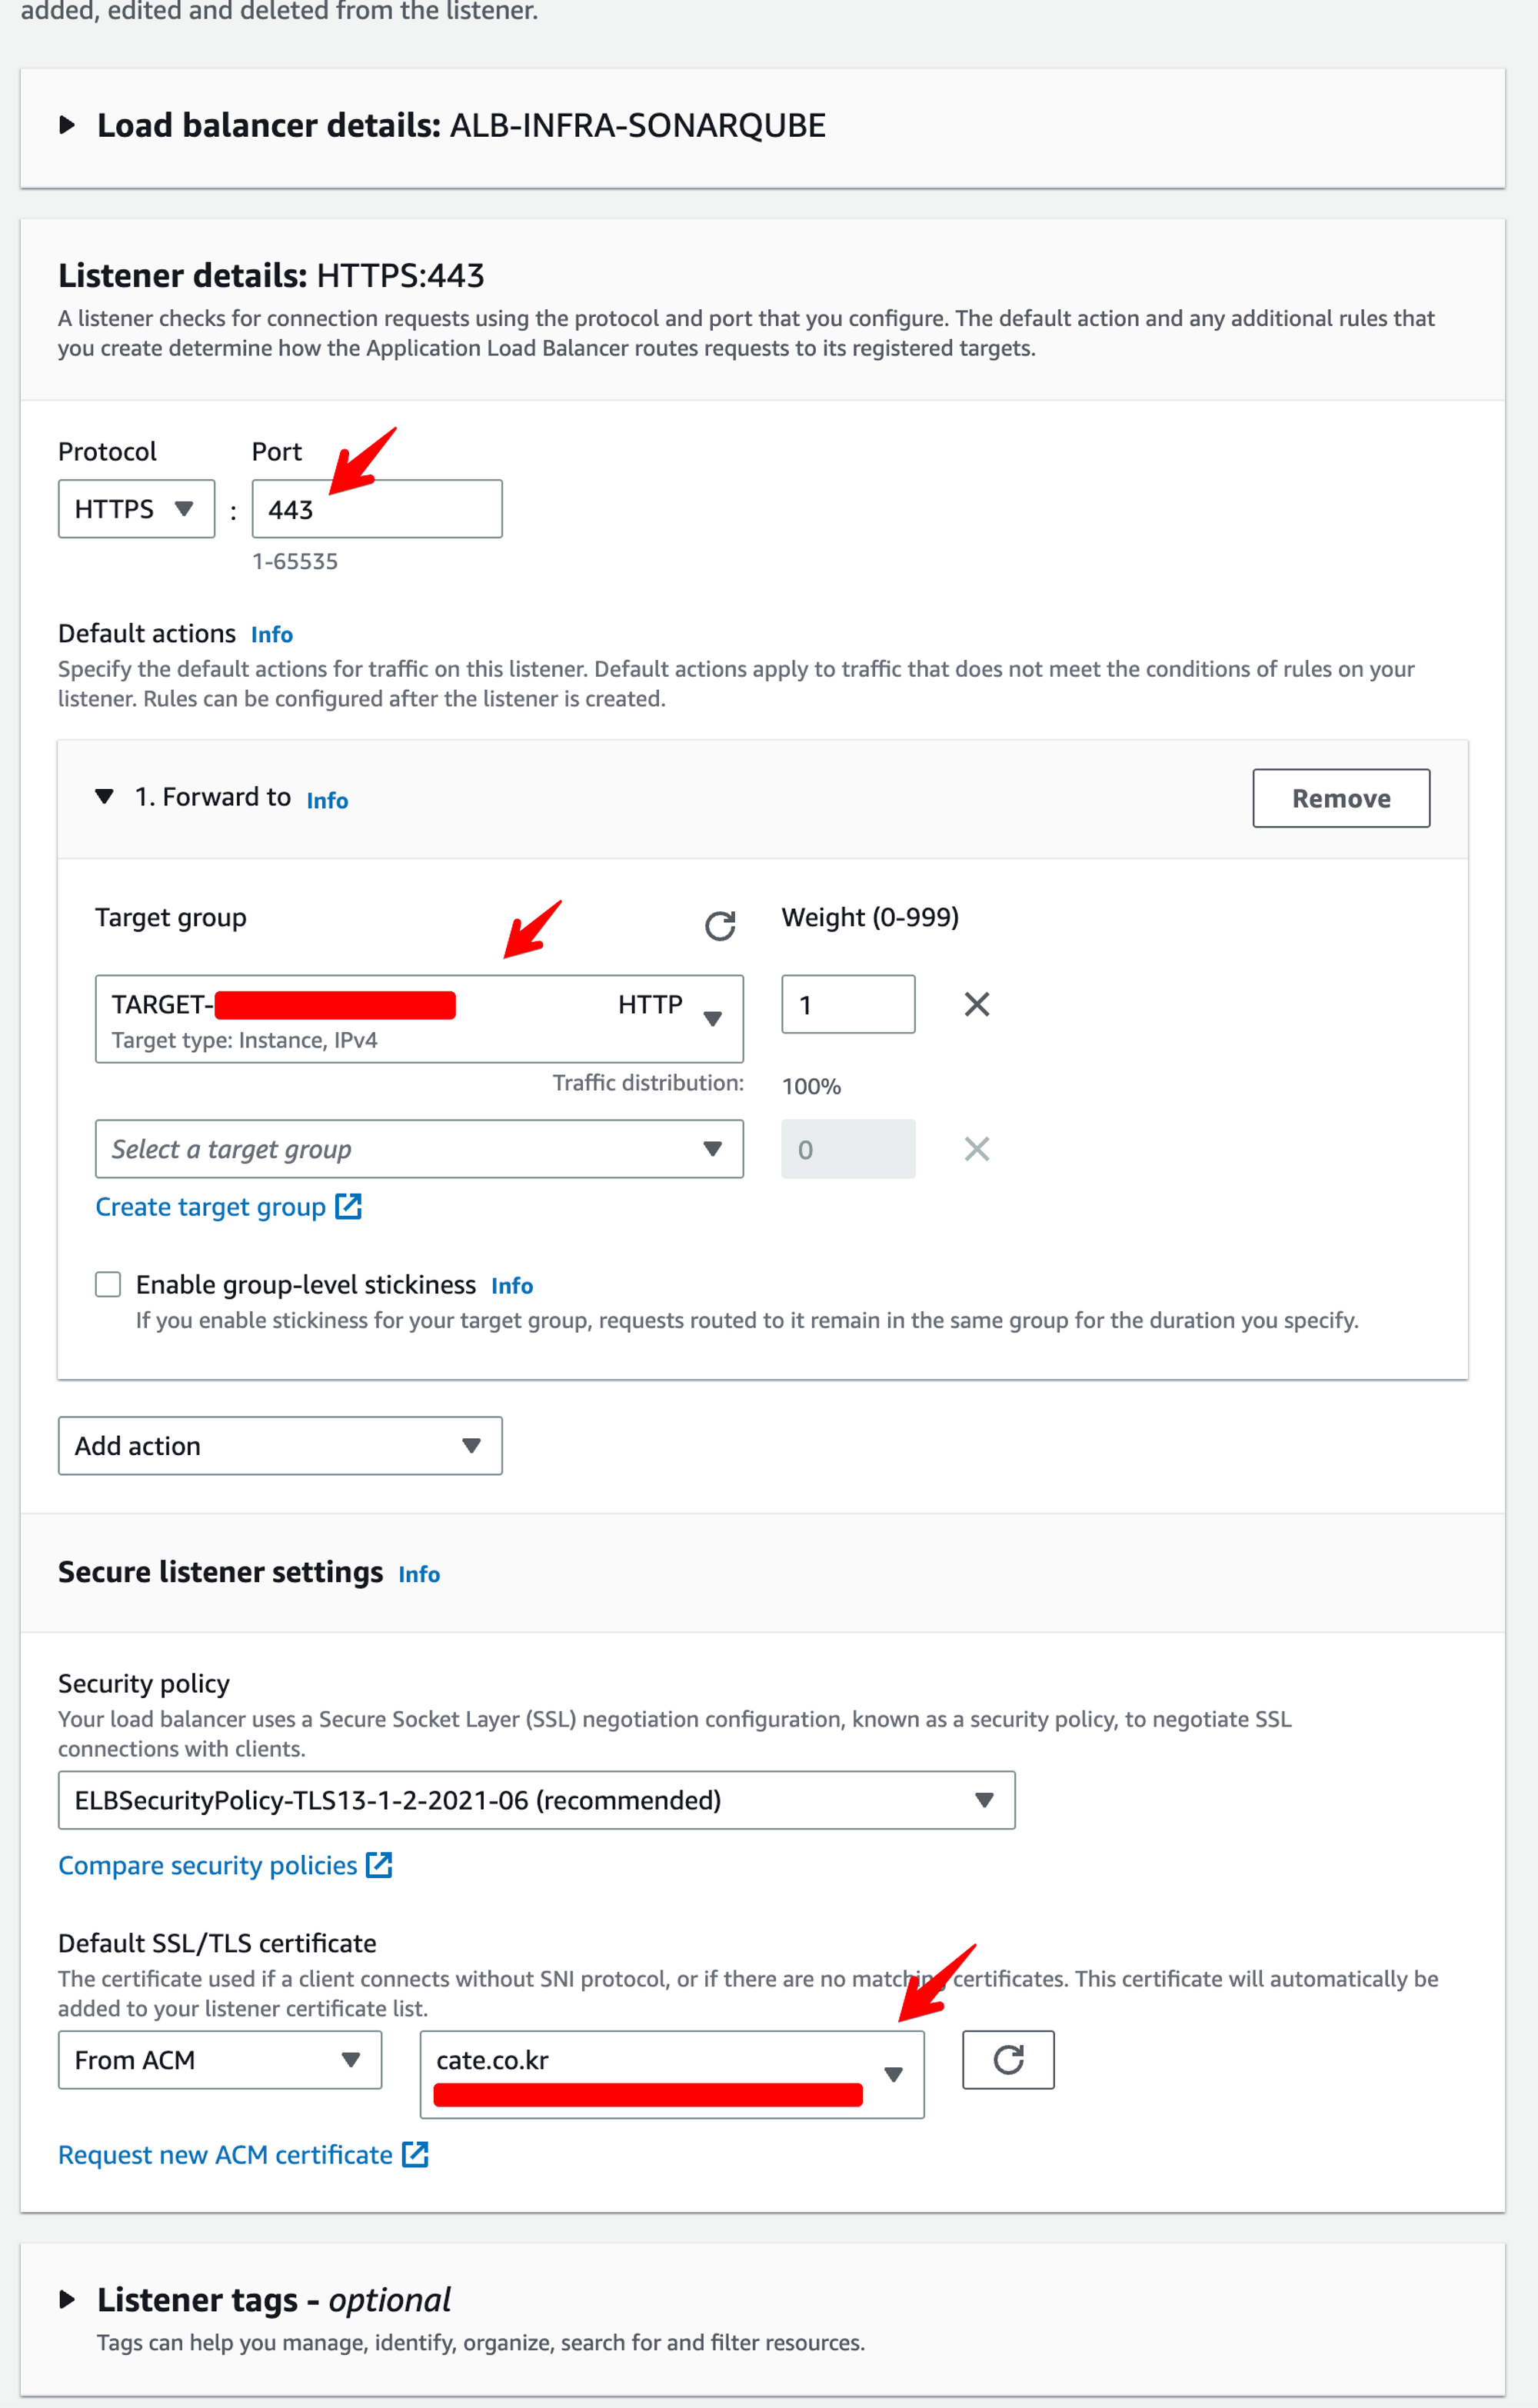 added, edited and deleted from the listener.
Load balancer details: ALB-INFRA-SONARQUBE
Listener details: HTTPS:443
A listener checks for connection requests using the protocol and port that you configure. The default action and any additional rules that
you create determine how the Application Load Balancer routes requests to its registered targets.
Protocol Port
HTTPS : 443
1-65535
Default actions Info
Specify the default actions for traffic on this listener. Default actions apply to traffic that does not meet the conditions of rules on your
listener. Rules can be configured after the listener is created.
1. Forward to Info Remove
Target group Weight (0-999)
TARGET- HTTP 1
Target type: Instance, IPv4
Traffic distribution: 100%
Select a target group 0
Create target group
Enable group-level stickiness Info
If you enable stickiness for your target group, requests routed to it remain in the same group for the duration you specify.
Add action
Secure listener settings Info
Security policy
Your load balancer uses a Secure Socket Layer (SSL) negotiation configuration, known as a security policy, to negotiate SSL
connections with clients.
ELBSecurityPolicy-TLS13-1-2-2021-06 (recommended)
Compare security policies
Default SSL/TLS certificate
The certificate used if a client connects without SNI protocol, or if there are no matching certificates. This certificate will automatically be
added to your listener certificate list.
From ACM cate.co.kr
Request new ACM certificate
Listener tags - optional
Tags can help you manage, identify, organize, search for and filter resources.